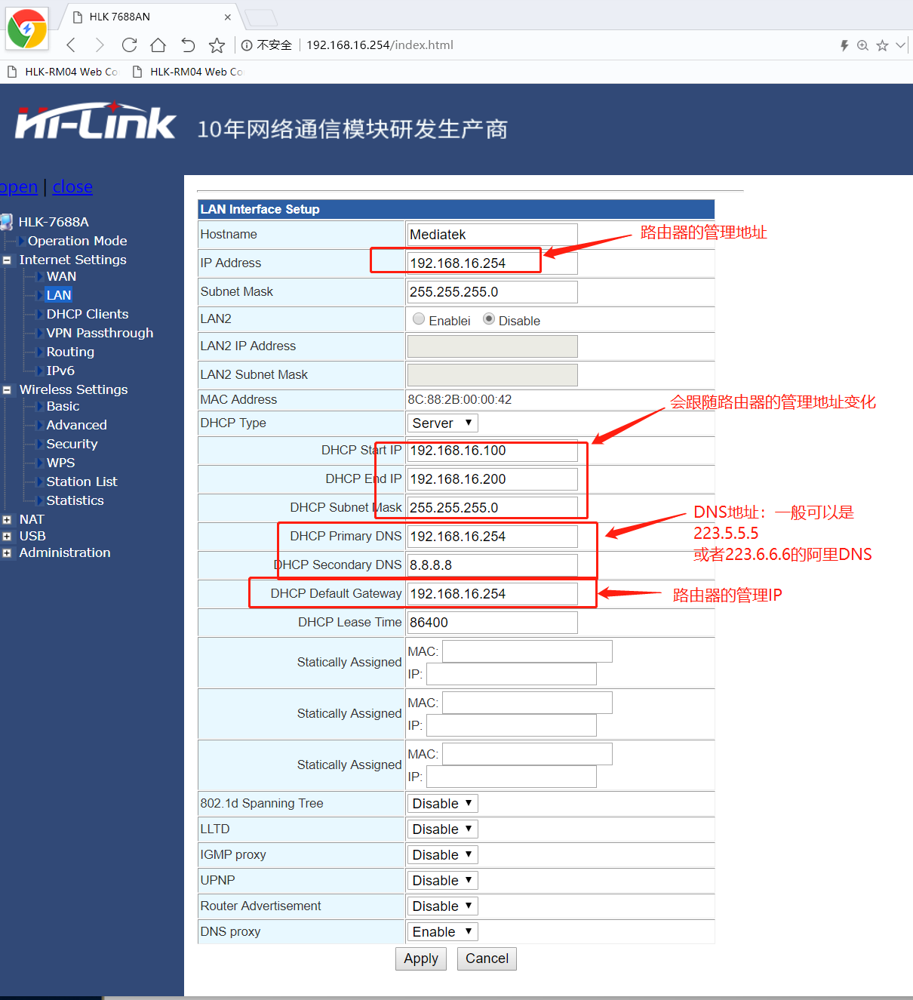 HLK 7688AN
不安全
192.168.16.254/index.html
HLK-RM04 Web Co
HLK-RM04 Web Co
Hi-Link
10年网络通信模块研发生产商
open | close
HLK-7688A
Operation Mode
Internet Settings
WAN
LAN
DHCP Clients
VPN Passthrough
Routing
IPv6
Wireless Settings
Basic
Advanced
Security
WPS
Station List
Statistics
NAT
USB
Administration
LAN Interface Setup
Hostname Mediatek
路由器的管理地址
IP Address 192.168.16.254
Subnet Mask 255.255.255.0
LAN2 Enablei Disable
LAN2 IP Address
LAN2 Subnet Mask
MAC Address 8C:88:2B:00:00:42
会跟随路由器的管理地址变化
DHCP Type Server
DHCP Start IP 192.168.16.100
DHCP End IP 192.168.16.200
DHCP Subnet Mask 255.255.255.0
DNS地址：一般可以是
223.5.5.5
或者223.6.6.6的阿里DNS
DHCP Primary DNS 192.168.16.254
DHCP Secondary DNS 8.8.8.8
DHCP Default Gateway 192.168.16.254
路由器的管理IP
DHCP Lease Time 86400
Statically Assigned MAC:
IP:
Statically Assigned MAC:
IP:
Statically Assigned MAC:
IP:
802.1d Spanning Tree Disable
LLTD Disable
IGMP proxy Disable
UPNP Disable
Router Advertisement Disable
DNS proxy Enable
Apply Cancel